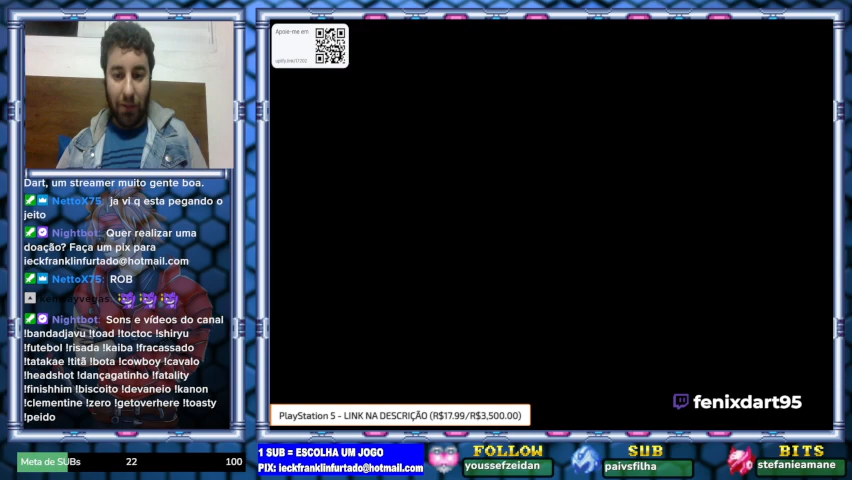 Apoie-me em
Dart, um streamer muito gente boa.
NettoX75: ja vi q esta pegando o
jeito
Nightbot: Quer realizar uma
doação? Faça um pix para
ieckfranklinfurtado@hotmail.com
NettoX75: ROB
Nightbot: Sons e vídeos do canal
!bandadjavu !toad !toctoc !shiryu
!futebol !risada !kaiba !fracassado
!tatakae !titã !bota !cowboy !cavalo
!headshot !dançagatinho !fatality
!finishhim !biscoito !devaneio !kanon
!clementine !zero !getoverhere !toasty
!peido
fenixdart95
PlayStation 5 - LINK NA DESCRIÇÃO (R$17.99/R$3,500.00)
Meta de SUBs 22 100
1 SUB = ESCOLHA UM JOGO
PIX: ieckfranklinfurtado@hotmail.com
FOLLOW
youssefzeidan
SUB
paivsfilha
BITS
stefanieamane